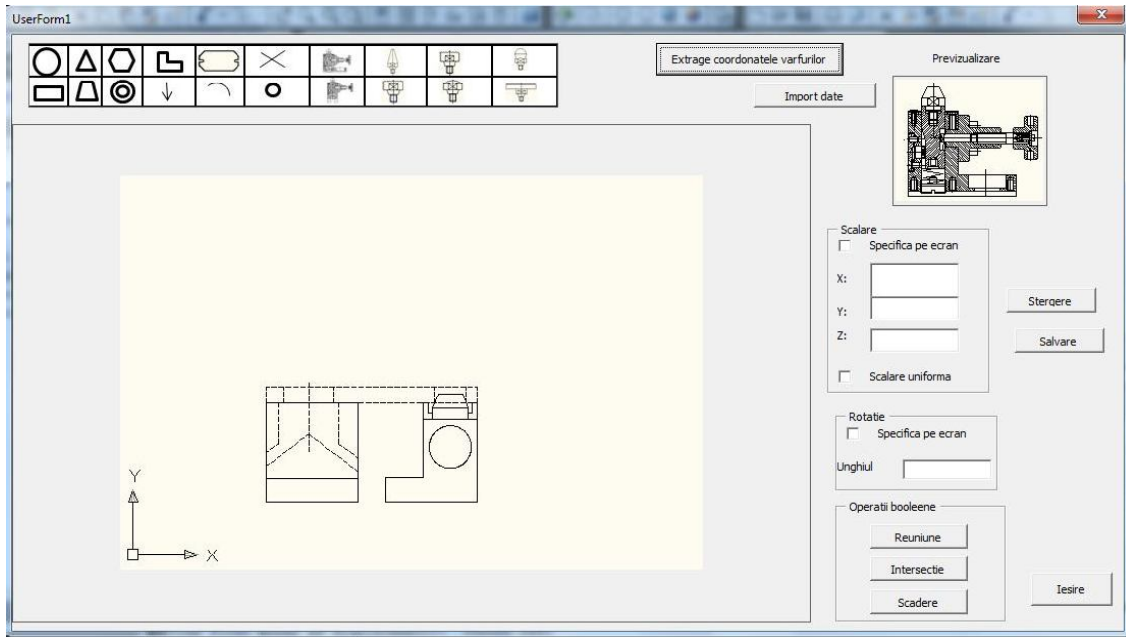 UserForm1
Extrage coordonatele varfurilor
Previzualizare
Import date
Scalare
Specifica pe ecran
X:
Y:
Z:
Scalare uniforma
Stergere
Salvare
Rotatie
Specifica pe ecran
Unghiul
Operatii booleene
Reuniune
Intersectie
Scadere
Iesire
Y
X